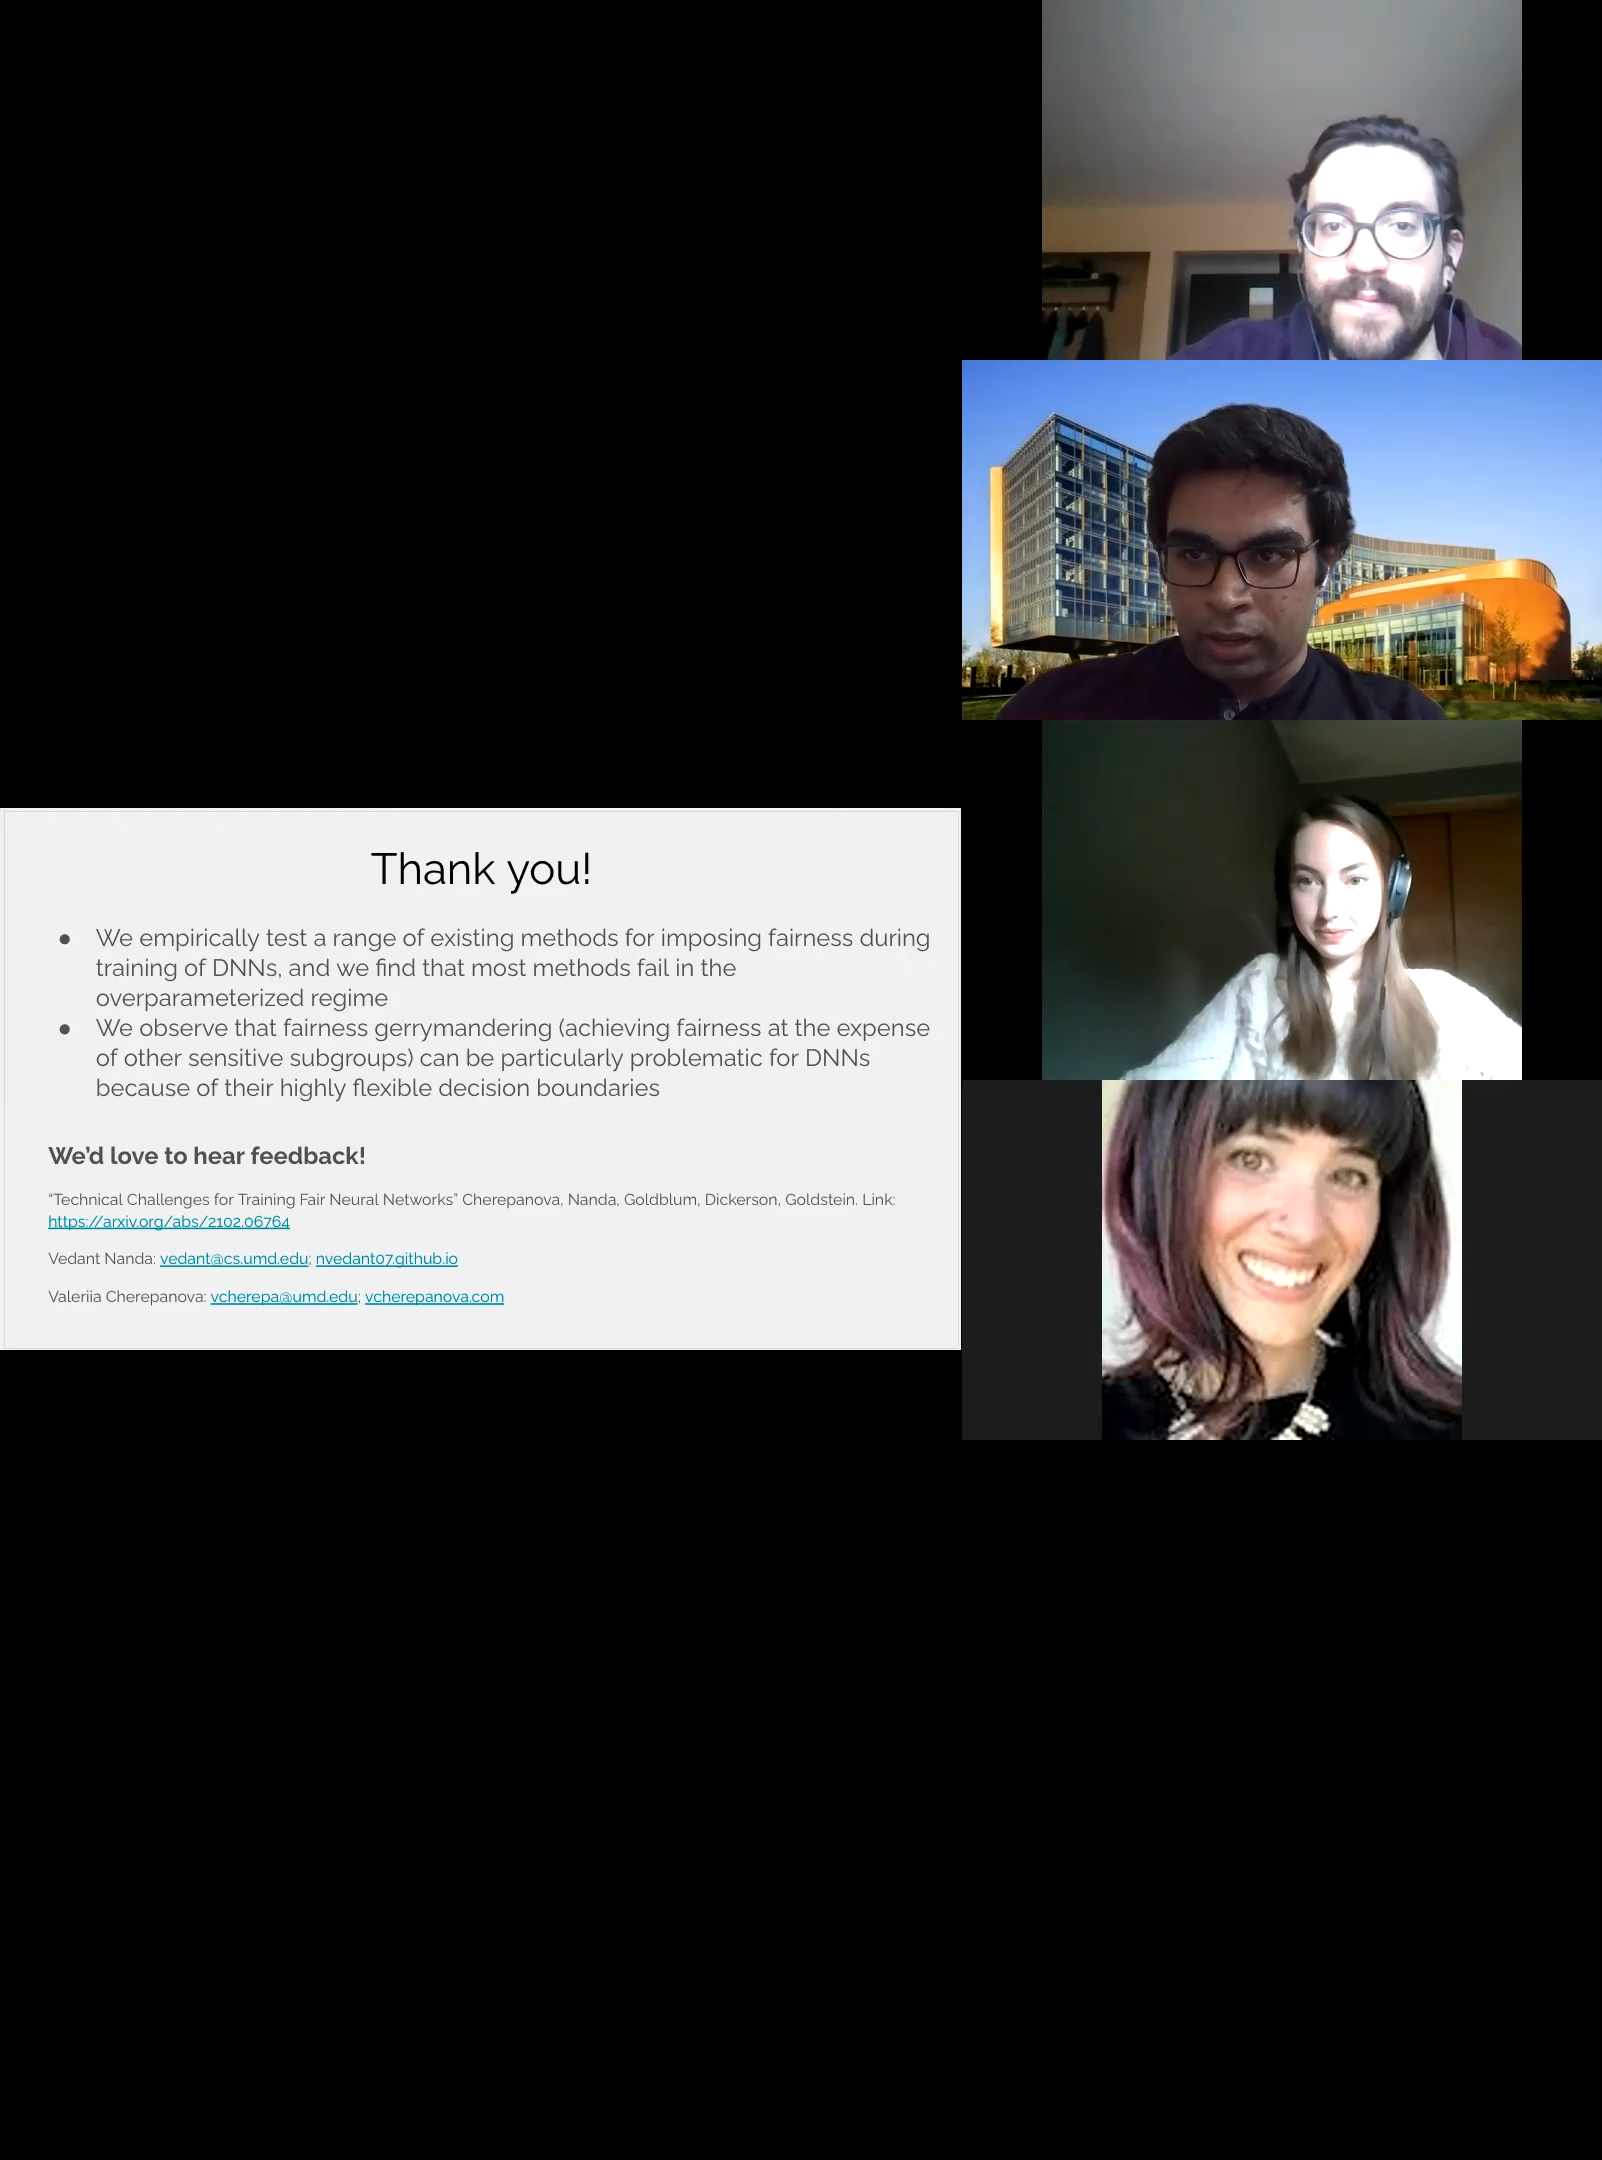 Thank you!
● We empirically test a range of existing methods for imposing fairness during
training of DNNs, and we find that most methods fail in the
overparameterized regime
● We observe that fairness gerrymandering (achieving fairness at the expense
of other sensitive subgroups) can be particularly problematic for DNNs
because of their highly flexible decision boundaries
We’d love to hear feedback!
“Technical Challenges for Training Fair Neural Networks” Cherepanova, Nanda, Goldblum, Dickerson, Goldstein. Link:
https://arxiv.org/abs/2102.06764
Vedant Nanda: vedant@cs.umd.edu; nvedant07.github.io
Valeriia Cherepanova: vcherepa@umd.edu; vcherepanova.com